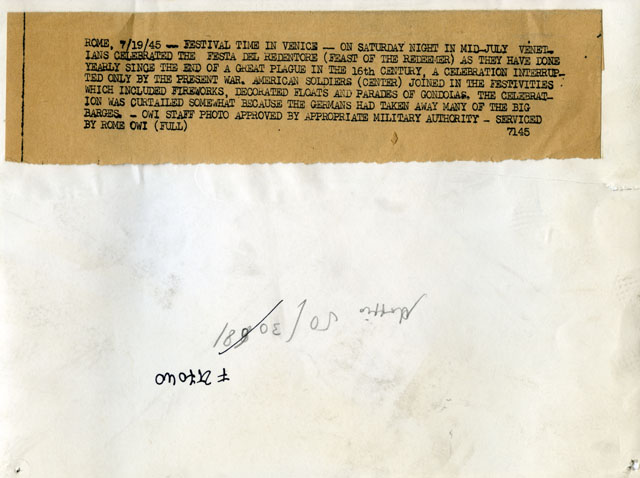 ROME, 7/19/45 — FESTIVAL TIME IN VENICE — ON SATURDAY NIGHT IN MID-JULY VENET-
IANS CELEBRATED THE FESTA DEL REDENTORE (FEAST OF THE REDEEMER) AS THEY HAVE DONE
YEARLY SINCE THE END OF A GREAT PLAGUE IN THE 16th CENTURY, A CELEBRATION INTERRUP-
TED ONLY BY THE PRESENT WAR. AMERICAN SOLDIERS (CENTER) JOINED IN THE FESTIVITIES
WHICH INCLUDED FIREWORKS, DECORATED FLOATS AND PARADES OF GONDOLAS. THE CELEBRAT-
ION WAS CURTAILED SOMEWHAT BECAUSE THE GERMANS HAD TAKEN AWAY MANY OF THE BIG
BARGES. - OWI STAFF PHOTO APPROVED BY APPROPRIATE MILITARY AUTHORITY - SERVICED
BY ROME OWI (FULL) 7145